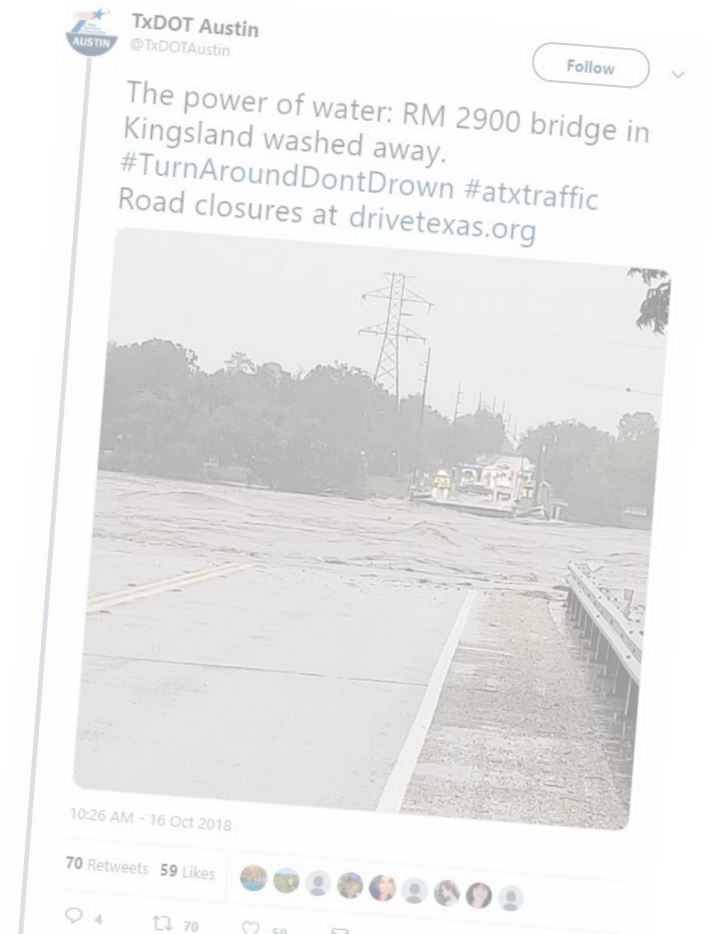 TxDOT Austin
@TxDOTAustin
AUSTIN
Follow
The power of water: RM 2900 bridge in
Kingsland washed away.
#TurnAroundDontDrown #atxtraffic
Road closures at drivetexas.org
10:26 AM - 16 Oct 2018
70 Retweets 59 Likes
4 70 59